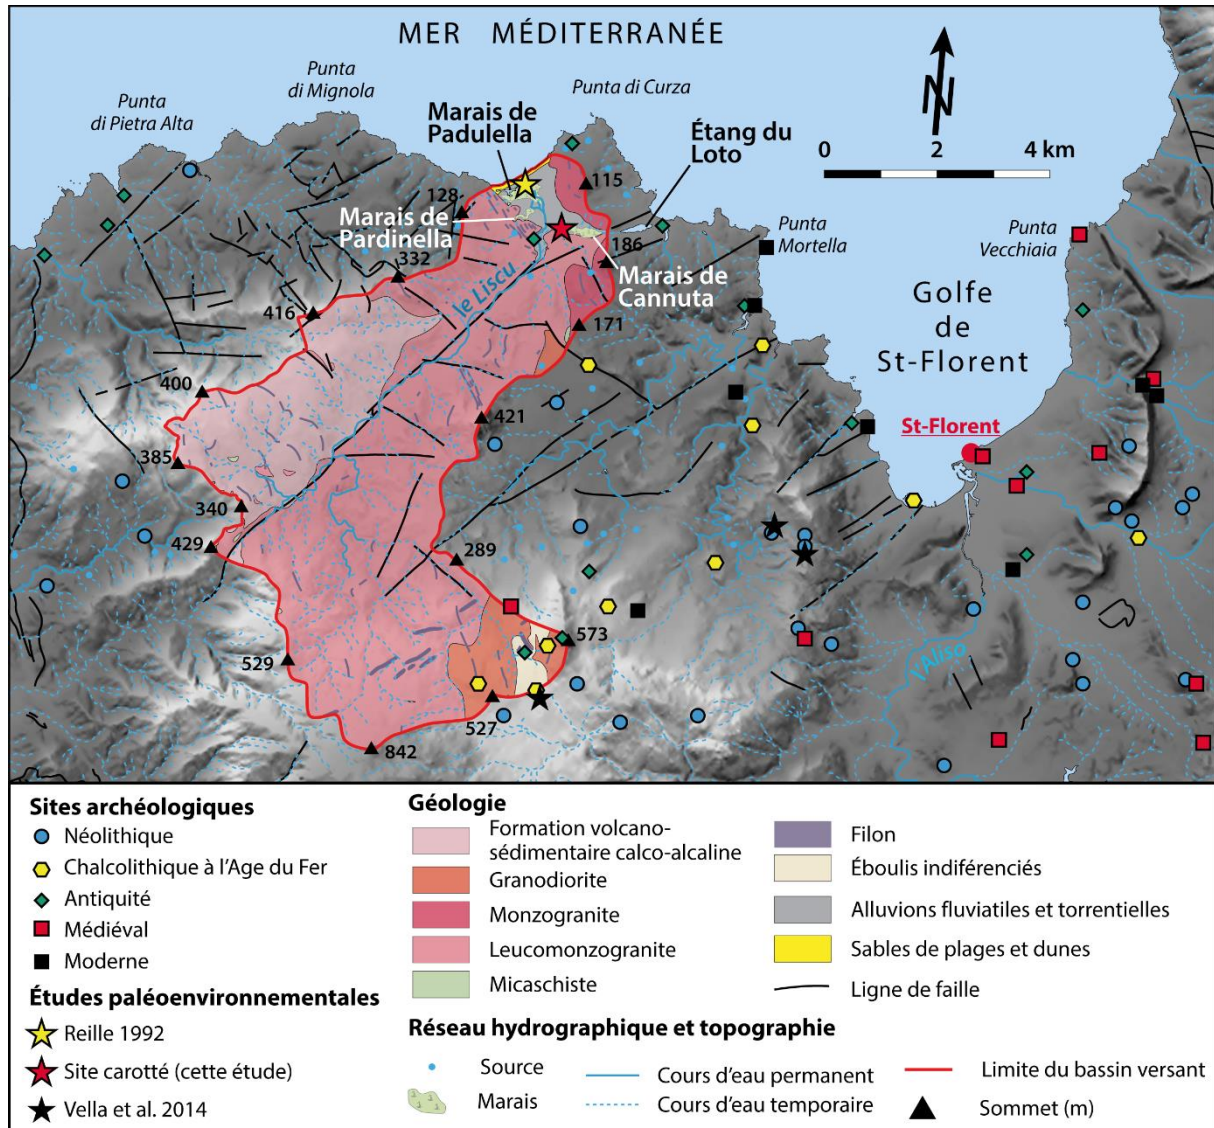 MER MÉDITERRANÉE
Punta
di Mignola
Punta di Curza
Punta
di Pietra Alta
Marais de
Padulella
Étang du
Loto
N
0 2 4 km
128
115
Marais de
Pardinella
186
Punta
Mortella
Punta
Vecchiaia
332
Marais de
Cannuta
le Liscu
416
171
Golfe
de
St-Florent
400
421
St-Florent
385
340
429
289
573
529
l'Aliso
527
842
Sites archéologiques
Néolithique
Chalcolithique à l'Age du Fer
Antiquité
Médiéval
Moderne
Études paléoenvironnementales
Reille 1992
Site carotté (cette étude)
Vella et al. 2014
Géologie
Formation volcano-
sédimentaire calco-alcaline
Granodiorite
Monzogranite
Leucomonzogranite
Micaschiste
Filon
Éboulis indiférenciés
Alluvions fluviatiles et torrentielles
Sables de plages et dunes
Ligne de faille
Réseau hydrographique et topographie
Source
Marais
Cours d'eau permanent
Cours d'eau temporaire
Limite du bassin versant
Sommet (m)